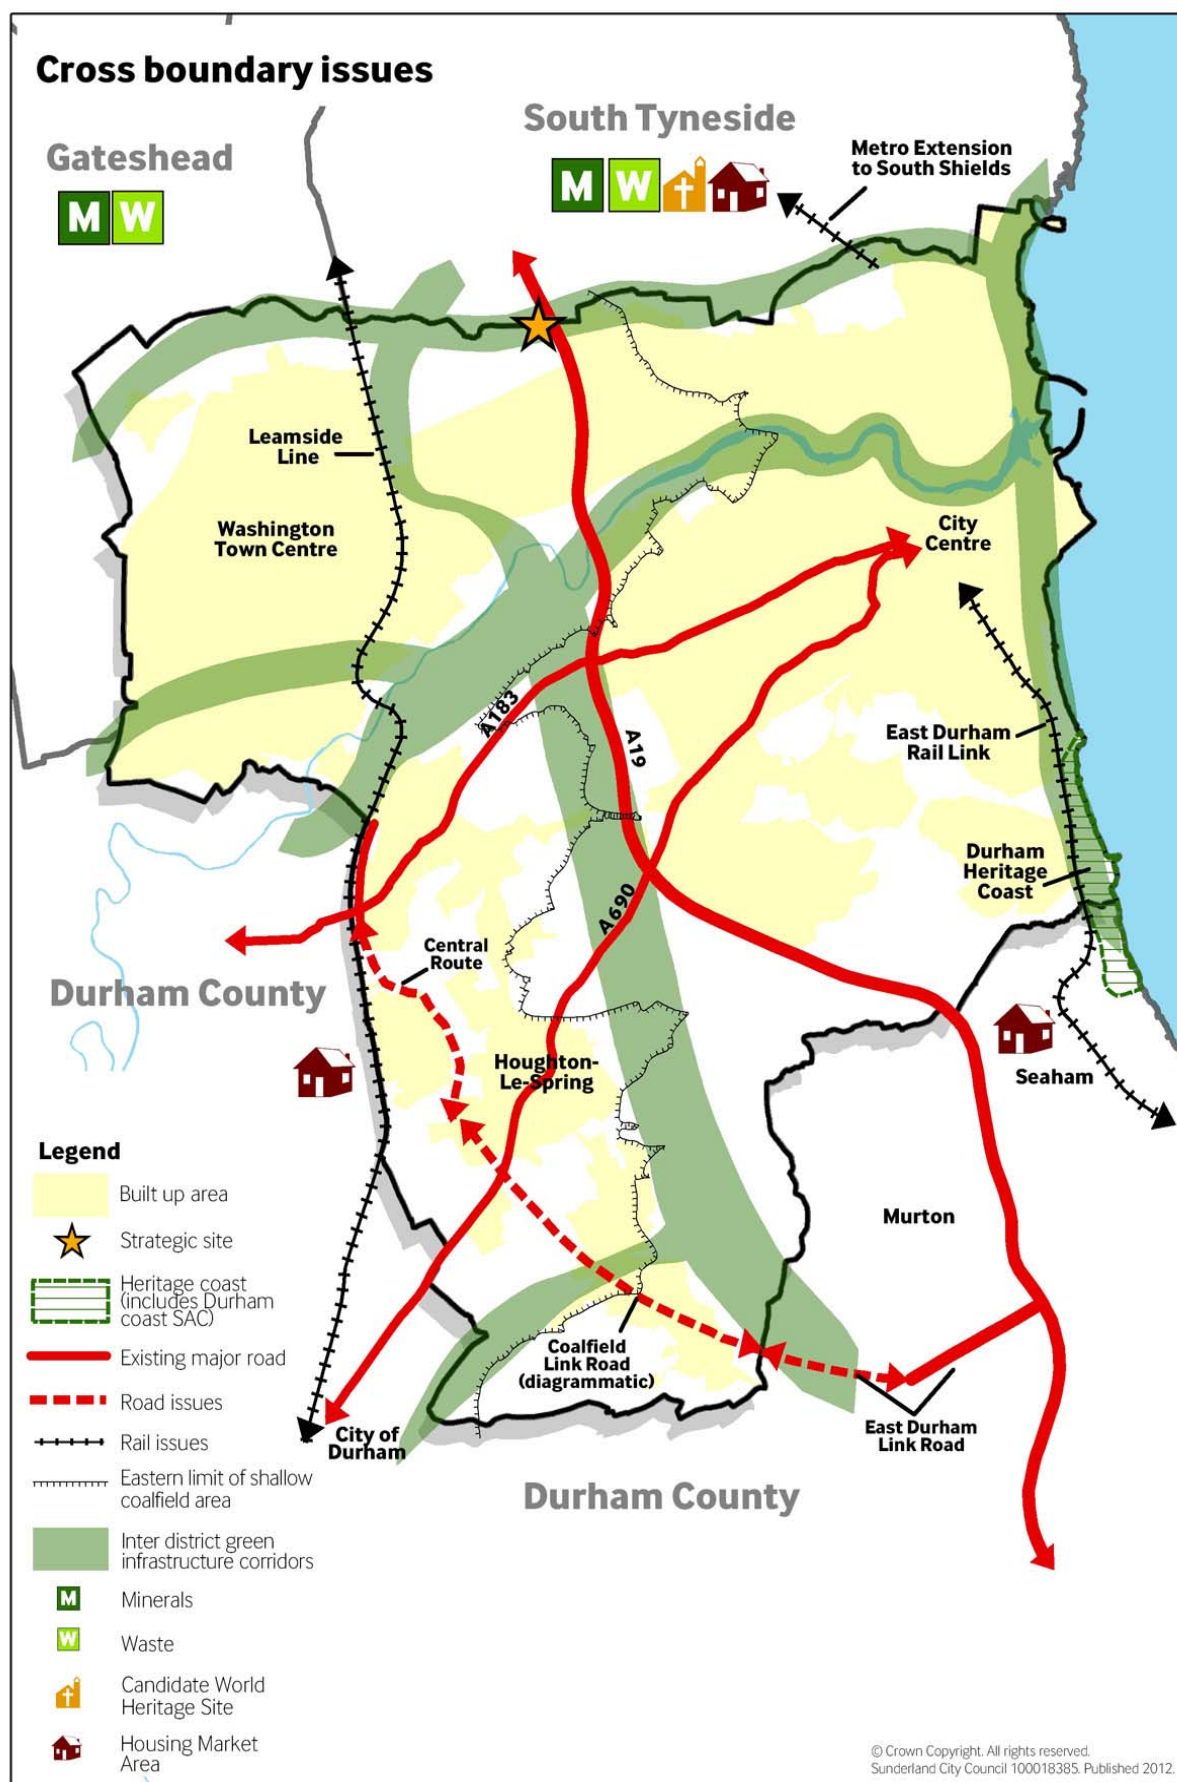 Cross boundary issues
South Tyneside
Gateshead
M W
M W
Metro Extension
to South Shields
Leamside
Line
Washington
Town Centre
City
Centre
A183
A19
East Durham
Rail Link
Durham
Heritage
Coast
A690
Central
Route
Durham County
Houghton-
Le-Spring
Seaham
Murton
Coalfield
Link Road
(diagrammatic)
City of
Durham
East Durham
Link Road
Durham County
Legend
Built up area
Strategic site
Heritage coast
(includes Durham
coast SAC)
Existing major road
Road issues
Rail issues
Eastern limit of shallow
coalfield area
Inter district green
infrastructure corridors
M Minerals
W Waste
Candidate World
Heritage Site
Housing Market
Area
© Crown Copyright. All rights reserved.
Sunderland City Council 100018385. Published 2012.